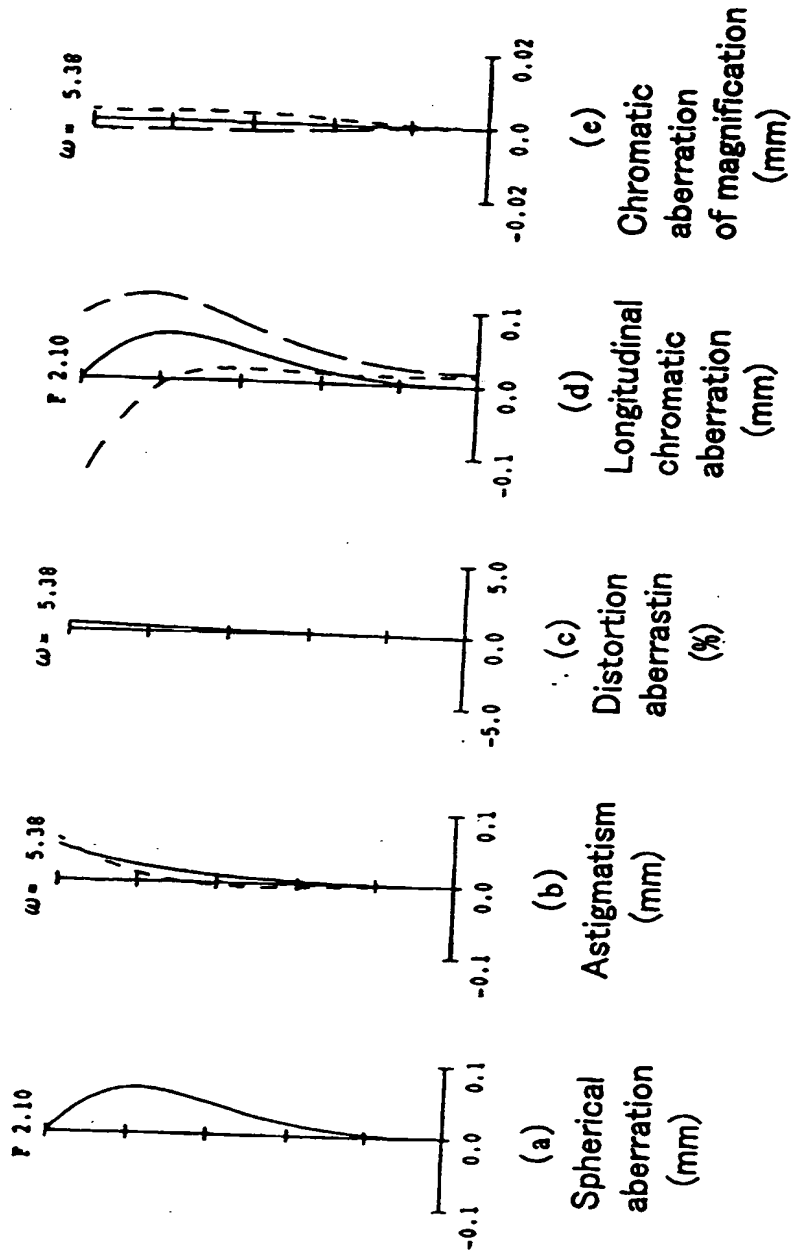 F 2.10
-0.1 0.0 0.1
(a)
Spherical
aberration
(mm)
ω= 5.38
-0.1 0.0 0.1
(b)
Astigmatism
(mm)
ω= 5.38
-5.0 0.0 5.0
(c)
Distortion
aberrastin
(%)
F 2.10
-0.1 0.0 0.1
(d)
Longitudinal
chromatic
aberration
(mm)
ω= 5.38
-0.02 0.0 0.02
(e)
Chromatic
aberration
of magnification
(mm)